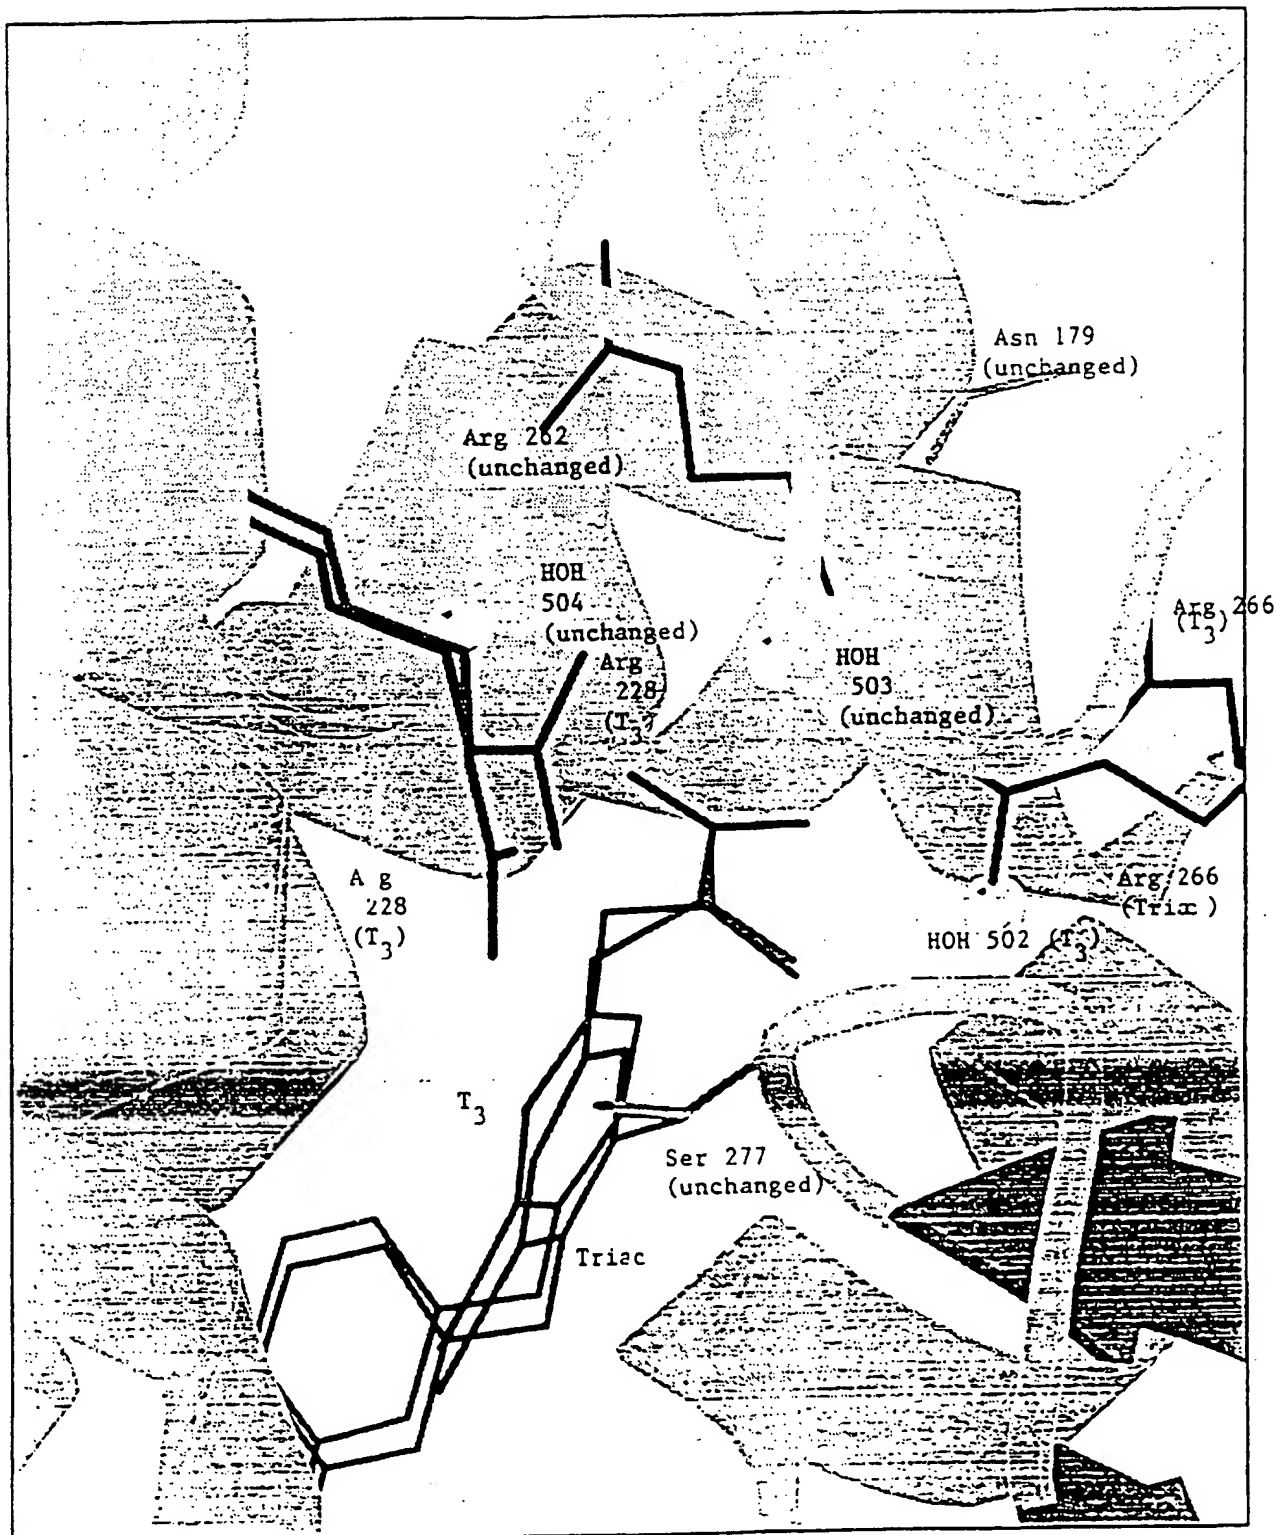 Asn 179
(unchanged)
Arg 262
(unchanged)
HOH
504
(unchanged)
Arg
228
(T3)
Arg 266
(T3)
HOH
503
(unchanged)
A g
228
(T3)
Arg 266
(Triac)
HOH 502 (T3)
T3
Ser 277
(unchanged)
Triac